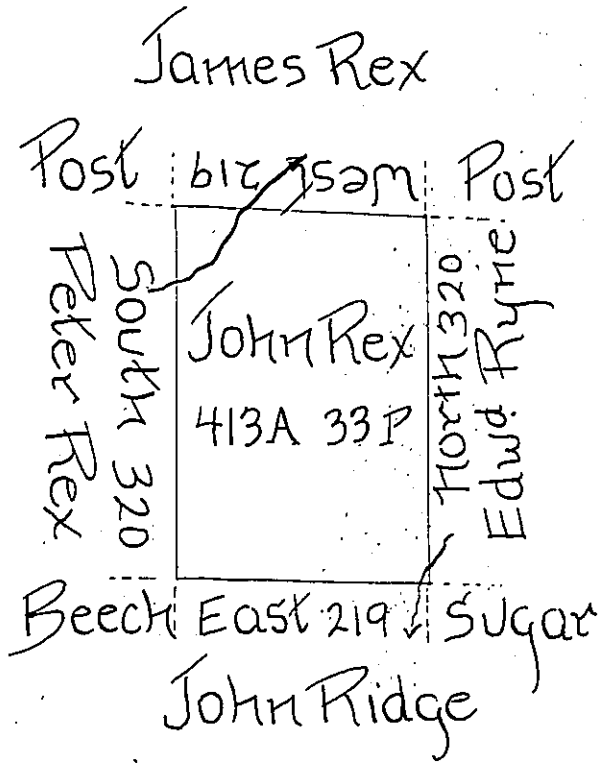 James Rex
Post West 219 Post
Peter Rex
South 320
John Rex
413A 33P
North 320
Edwd. Ryne
Beech East 219 Sugar
John Ridge